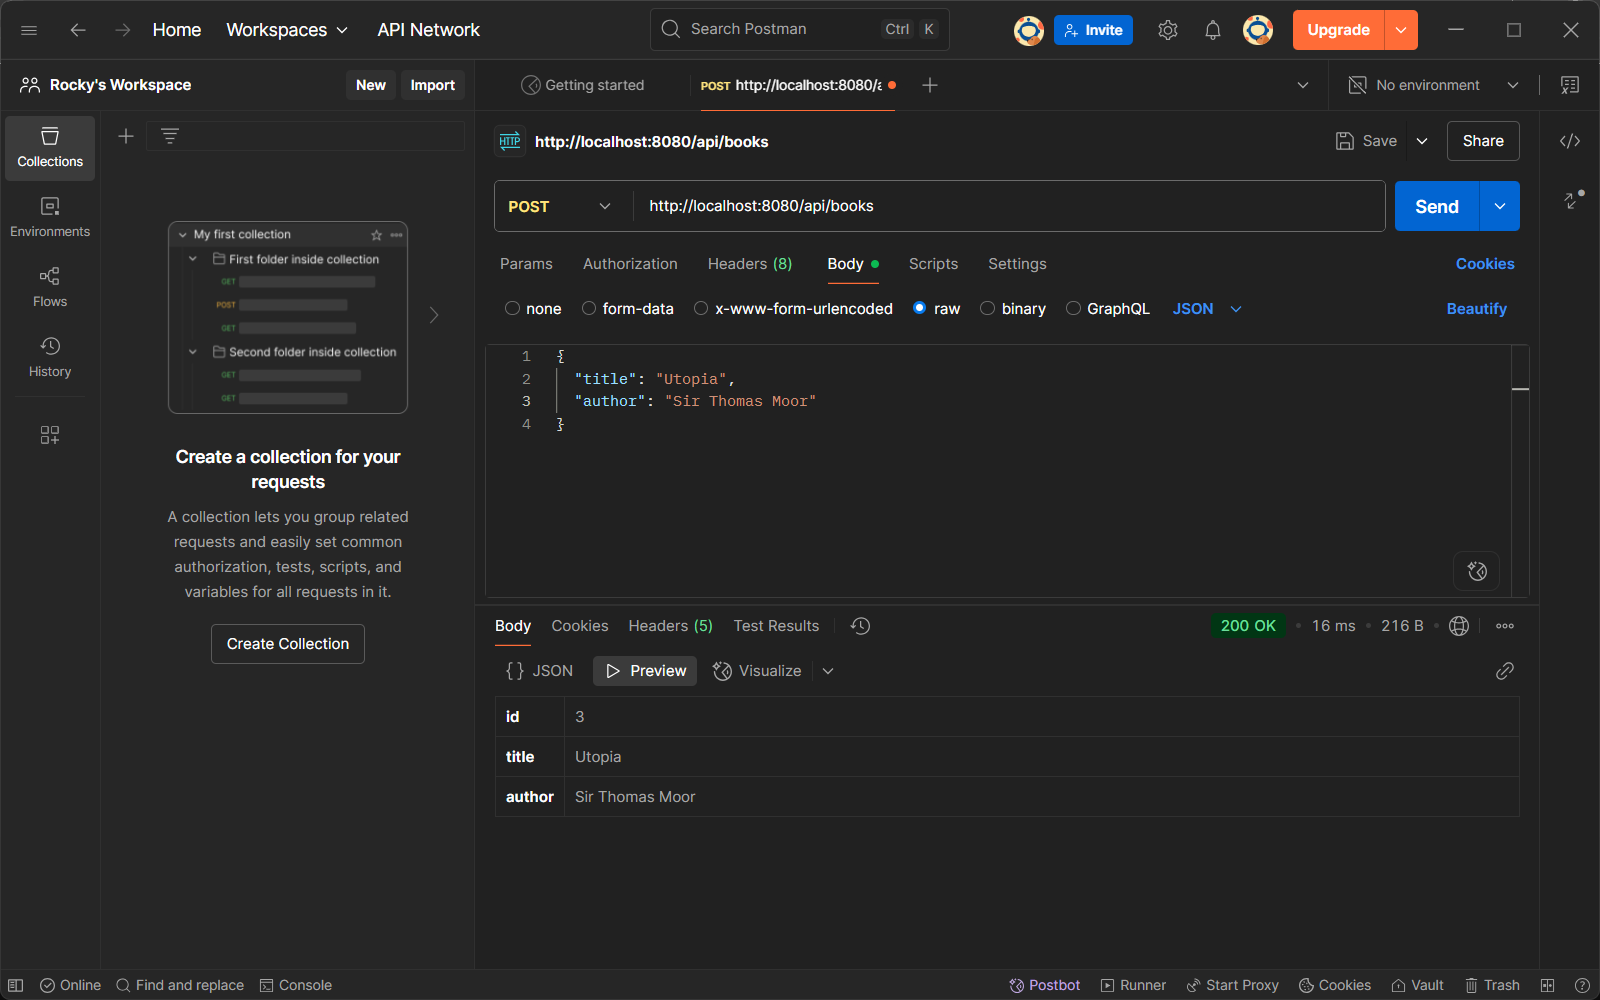 Home Workspaces API Network Search Postman Ctrl K Invite Upgrade
Rocky's Workspace New Import Getting started POST http://localhost:8080/a No environment
Collections
Environments
Flows
History
My first collection
First folder inside collection
GET
POST
GET
Second folder inside collection
GET
GET
Create a collection for your
requests
A collection lets you group related
requests and easily set common
authorization, tests, scripts, and
variables for all requests in it.
Create Collection
HTTP http://localhost:8080/api/books Save Share
POST http://localhost:8080/api/books Send
Params Authorization Headers (8) Body Scripts Settings Cookies
none form-data x-www-form-urlencoded raw binary GraphQL JSON Beautify
1 {
2 "title": "Utopia",
3 "author": "Sir Thomas Moor"
4 }
Body Cookies Headers (5) Test Results 200 OK 16 ms 216 B
{} JSON Preview Visualize
id 3
title Utopia
author Sir Thomas Moor
Online Find and replace Console Postbot Runner Start Proxy Cookies Vault Trash